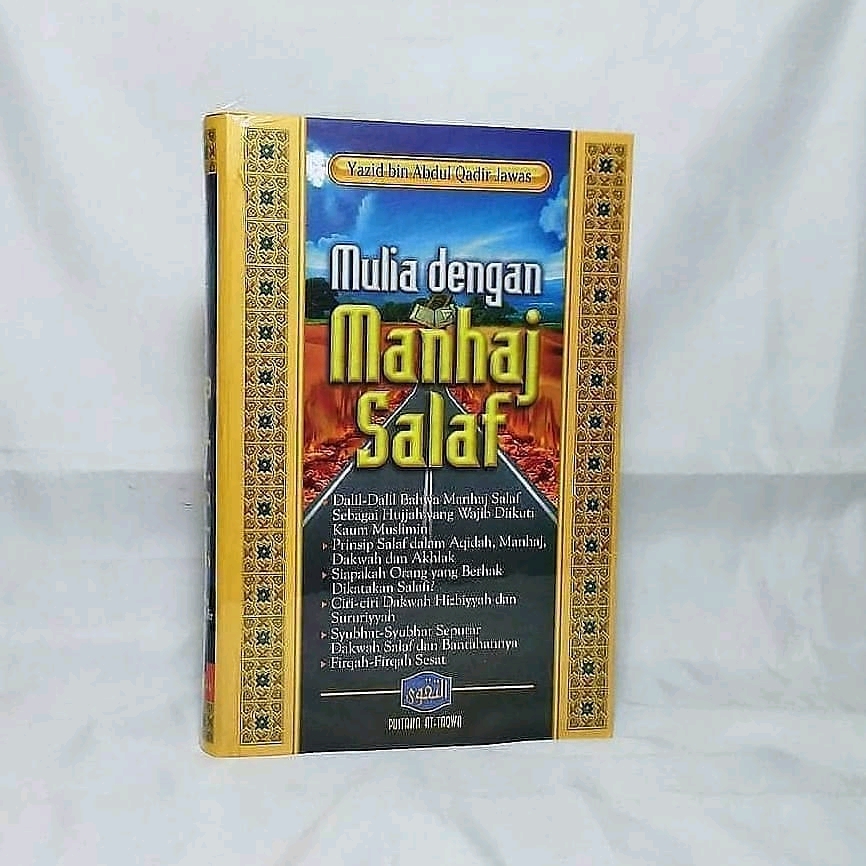 Yazid bin Abdul Qadir Jawas
Mulia dengan
Manhaj
Salaf
Dalil-Dalil Bahwa Manhaj Salaf
Sebagai Hujjah yang Wajib Diikuti
Kaum Muslimin
Prinsip Salaf dalam Aqidah, Manhaj,
Dakwah dan Akhlak
Siapakah Orang yang Berhak
Dikatakan Salafi?
Ciri-ciri Dakwah Hizbiyyah dan
Sururiyyah
Syubhat-Syubhat Seputar
Dakwah Salaf dan Bantahannya
Firqah-Firqah Sesat
التقوى
PUSTAKA AT-TAQWA